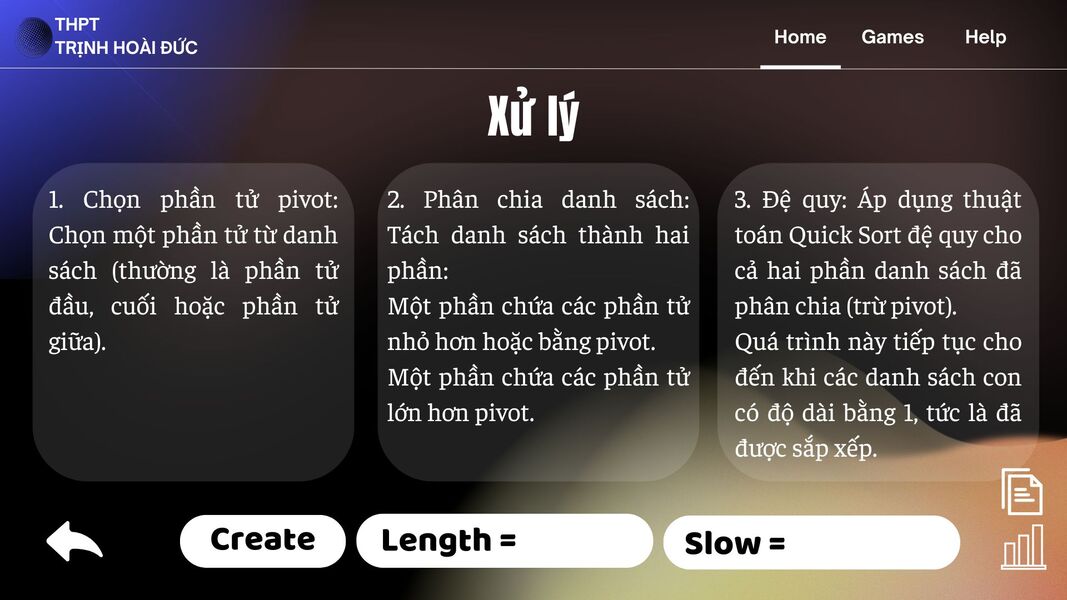 THPT
TRỊNH HOÀI ĐỨC
Home
Games
Help
Xử lý
1. Chọn phần tử pivot:
Chọn một phần tử từ danh
sách (thường là phần tử
đầu, cuối hoặc phần tử
giữa).
2. Phân chia danh sách:
Tách danh sách thành hai
phần:
Một phần chứa các phần tử
nhỏ hơn hoặc bằng pivot.
Một phần chứa các phần tử
lớn hơn pivot.
3. Đệ quy: Áp dụng thuật
toán Quick Sort đệ quy cho
cả hai phần danh sách đã
phân chia (trừ pivot).
Quá trình này tiếp tục cho
đến khi các danh sách con
có độ dài bằng 1, tức là đã
được sắp xếp.
Create
Length =
Slow =